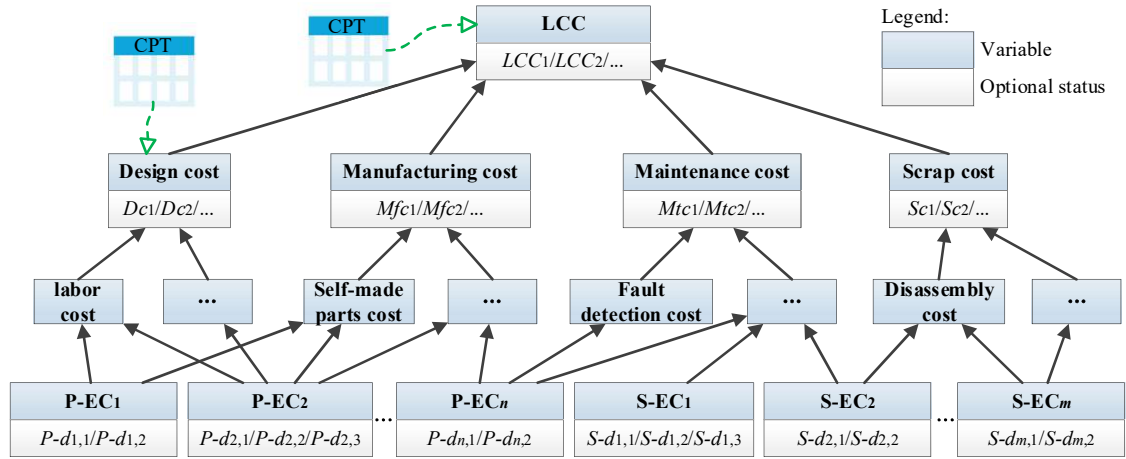 CPT
CPT
LCC
LCC1/LCC2/...
Legend:
Variable
Optional status
Design cost
Dc1/Dc2/...
Manufacturing cost
Mfc1/Mfc2/...
Maintenance cost
Mtc1/Mtc2/...
Scrap cost
Sc1/Sc2/...
labor
cost
...
Self-made
parts cost
...
Fault
detection cost
...
Disassembly
cost
...
P-EC1
P-d1,1/P-d1,2
P-EC2
P-d2,1/P-d2,2/P-d2,3
...
P-ECn
P-dn,1/P-dn,2
S-EC1
S-d1,1/S-d1,2/S-d1,3
S-EC2
S-d2,1/S-d2,2
...
S-ECm
S-dm,1/S-dm,2